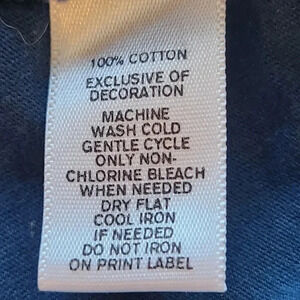 100% COTTON
EXCLUSIVE OF
DECORATION
MACHINE
WASH COLD
GENTLE CYCLE
ONLY NON-
CHLORINE BLEACH
WHEN NEEDED
DRY FLAT
COOL IRON
IF NEEDED
DO NOT IRON
ON PRINT LABEL